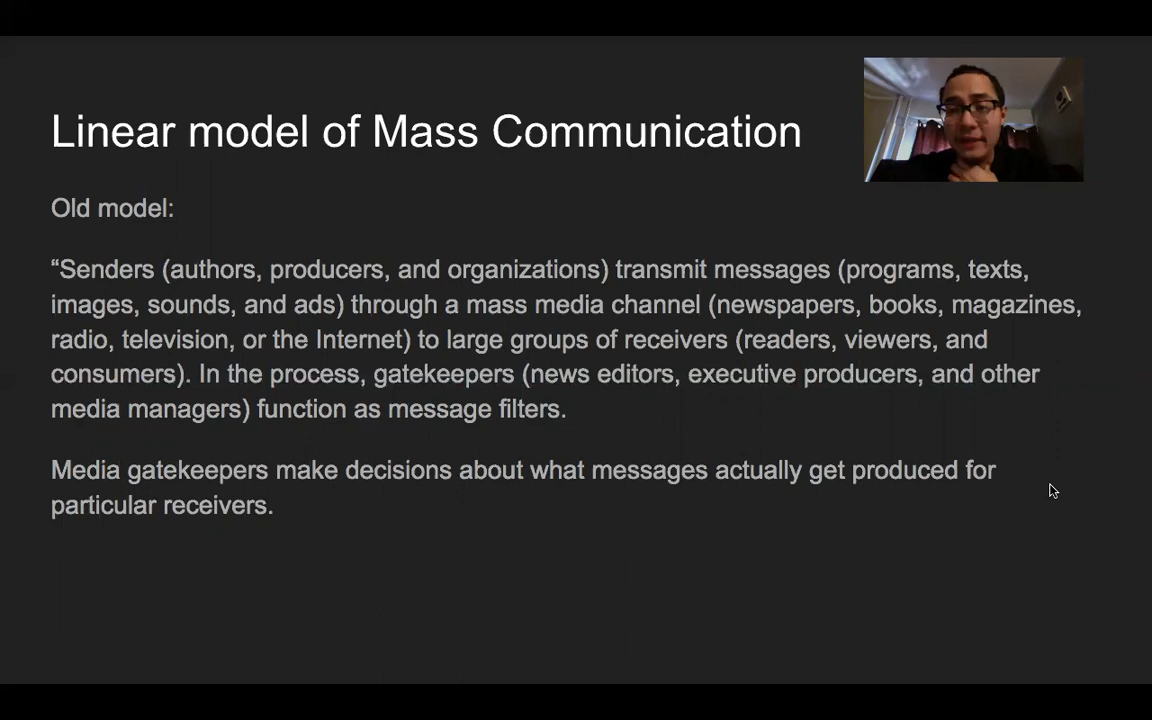 Linear model of Mass Communication
Old model:
“Senders (authors, producers, and organizations) transmit messages (programs, texts,
images, sounds, and ads) through a mass media channel (newspapers, books, magazines,
radio, television, or the Internet) to large groups of receivers (readers, viewers, and
consumers). In the process, gatekeepers (news editors, executive producers, and other
media managers) function as message filters.
Media gatekeepers make decisions about what messages actually get produced for
particular receivers.